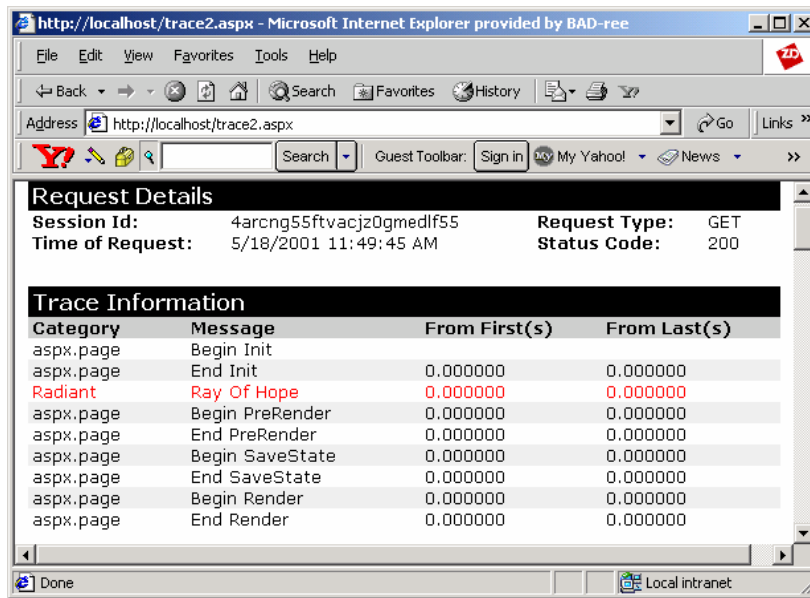 http://localhost/trace2.aspx - Microsoft Internet Explorer provided by BAD-ree
File Edit View Favorites Tools Help
ZD
Back Search Favorites History Y!
Address http://localhost/trace2.aspx Go Links »
Y! Search Guest Toolbar: Sign in MY My Yahoo! News »
Request Details
Session Id: 4arcng55ftvacjz0gmedlf55 Request Type: GET
Time of Request: 5/18/2001 11:49:45 AM Status Code: 200
Trace Information
Category Message From First(s) From Last(s)
aspx.page Begin Init
aspx.page End Init 0.000000 0.000000
Radiant Ray Of Hope 0.000000 0.000000
aspx.page Begin PreRender 0.000000 0.000000
aspx.page End PreRender 0.000000 0.000000
aspx.page Begin SaveState 0.000000 0.000000
aspx.page End SaveState 0.000000 0.000000
aspx.page Begin Render 0.000000 0.000000
aspx.page End Render 0.000000 0.000000
Done Local intranet